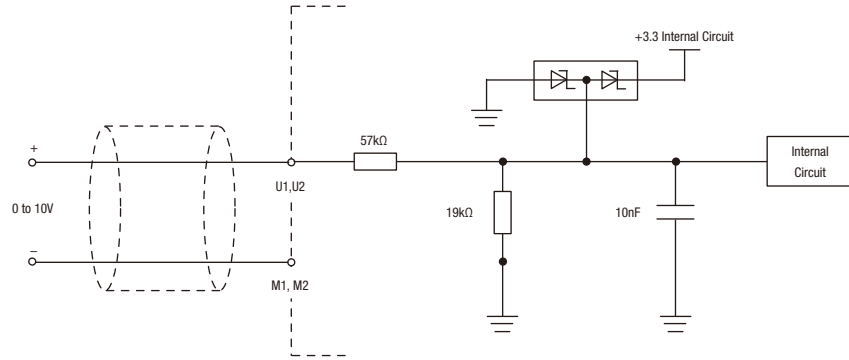 +3.3 Internal Circuit
57kΩ
+
U1,U2
Internal
Circuit
0 to 10V
19kΩ
10nF
–
M1, M2